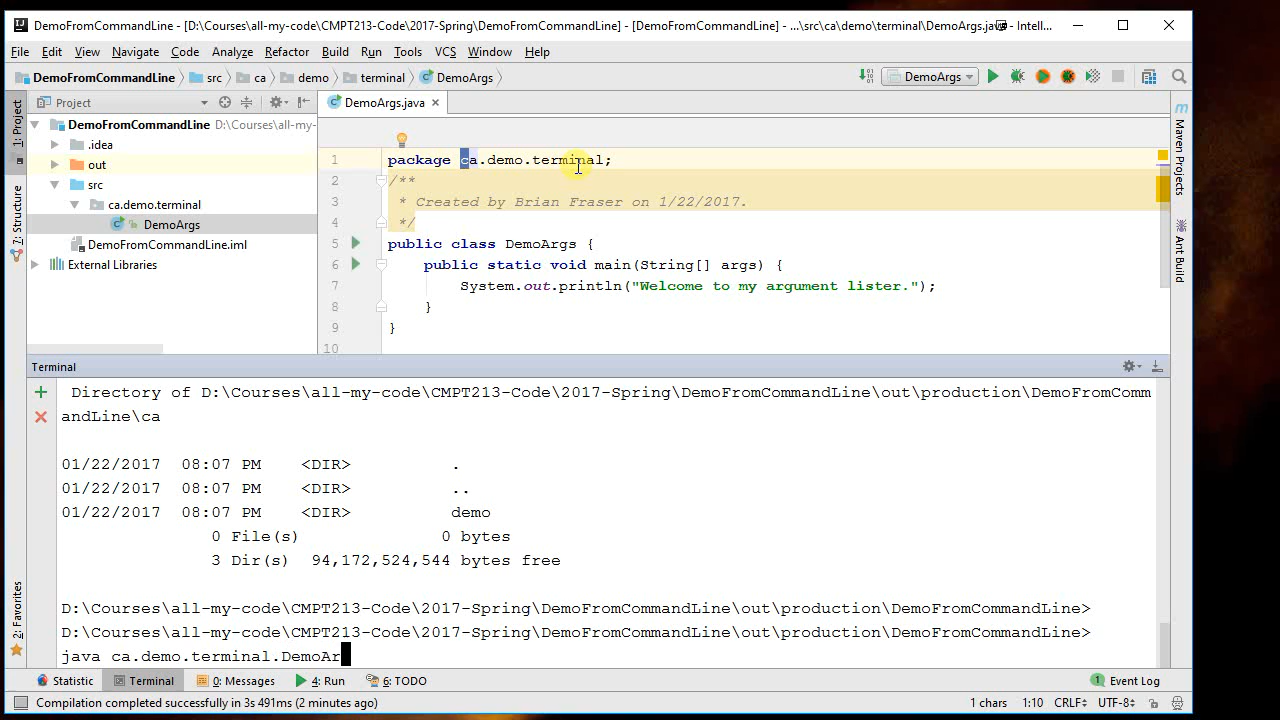 DemoFromCommandLine - [D:\Courses\all-my-code\CMPT213-Code\2017-Spring\DemoFromCommandLine] - [DemoFromCommandLine] - ...\src\ca\demo\terminal\DemoArgs.java - Intell...
File Edit View Navigate Code Analyze Refactor Build Run Tools VCS Window Help
DemoFromCommandLine src ca demo terminal DemoArgs DemoArgs
Project DemoArgs.java
1: Project
7: Structure
2: Favorites
DemoFromCommandLine D:\Courses\all-my-
.idea
out
src
ca.demo.terminal
DemoArgs
DemoFromCommandLine.iml
External Libraries
1 package ca.demo.terminal;
2 /**
3 * Created by Brian Fraser on 1/22/2017.
4 */
5 public class DemoArgs {
6 public static void main(String[] args) {
7 System.out.println("Welcome to my argument lister.");
8 }
9 }
10
Maven Projects
Ant Build
Terminal
Directory of D:\Courses\all-my-code\CMPT213-Code\2017-Spring\DemoFromCommandLine\out\production\DemoFromComm
andLine\ca
01/22/2017 08:07 PM <DIR> .
01/22/2017 08:07 PM <DIR> ..
01/22/2017 08:07 PM <DIR> demo
0 File(s) 0 bytes
3 Dir(s) 94,172,524,544 bytes free
D:\Courses\all-my-code\CMPT213-Code\2017-Spring\DemoFromCommandLine\out\production\DemoFromCommandLine>
D:\Courses\all-my-code\CMPT213-Code\2017-Spring\DemoFromCommandLine\out\production\DemoFromCommandLine>
java ca.demo.terminal.DemoAr
Statistic Terminal 0: Messages 4: Run 6: TODO 1 Event Log
Compilation completed successfully in 3s 491ms (2 minutes ago) 1 chars 1:10 CRLF UTF-8